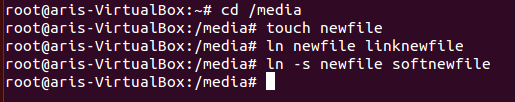 root@aris-VirtualBox:~# cd /media
root@aris-VirtualBox:/media# touch newfile
root@aris-VirtualBox:/media# ln newfile linknewfile
root@aris-VirtualBox:/media# ln -s newfile softnewfile
root@aris-VirtualBox:/media#